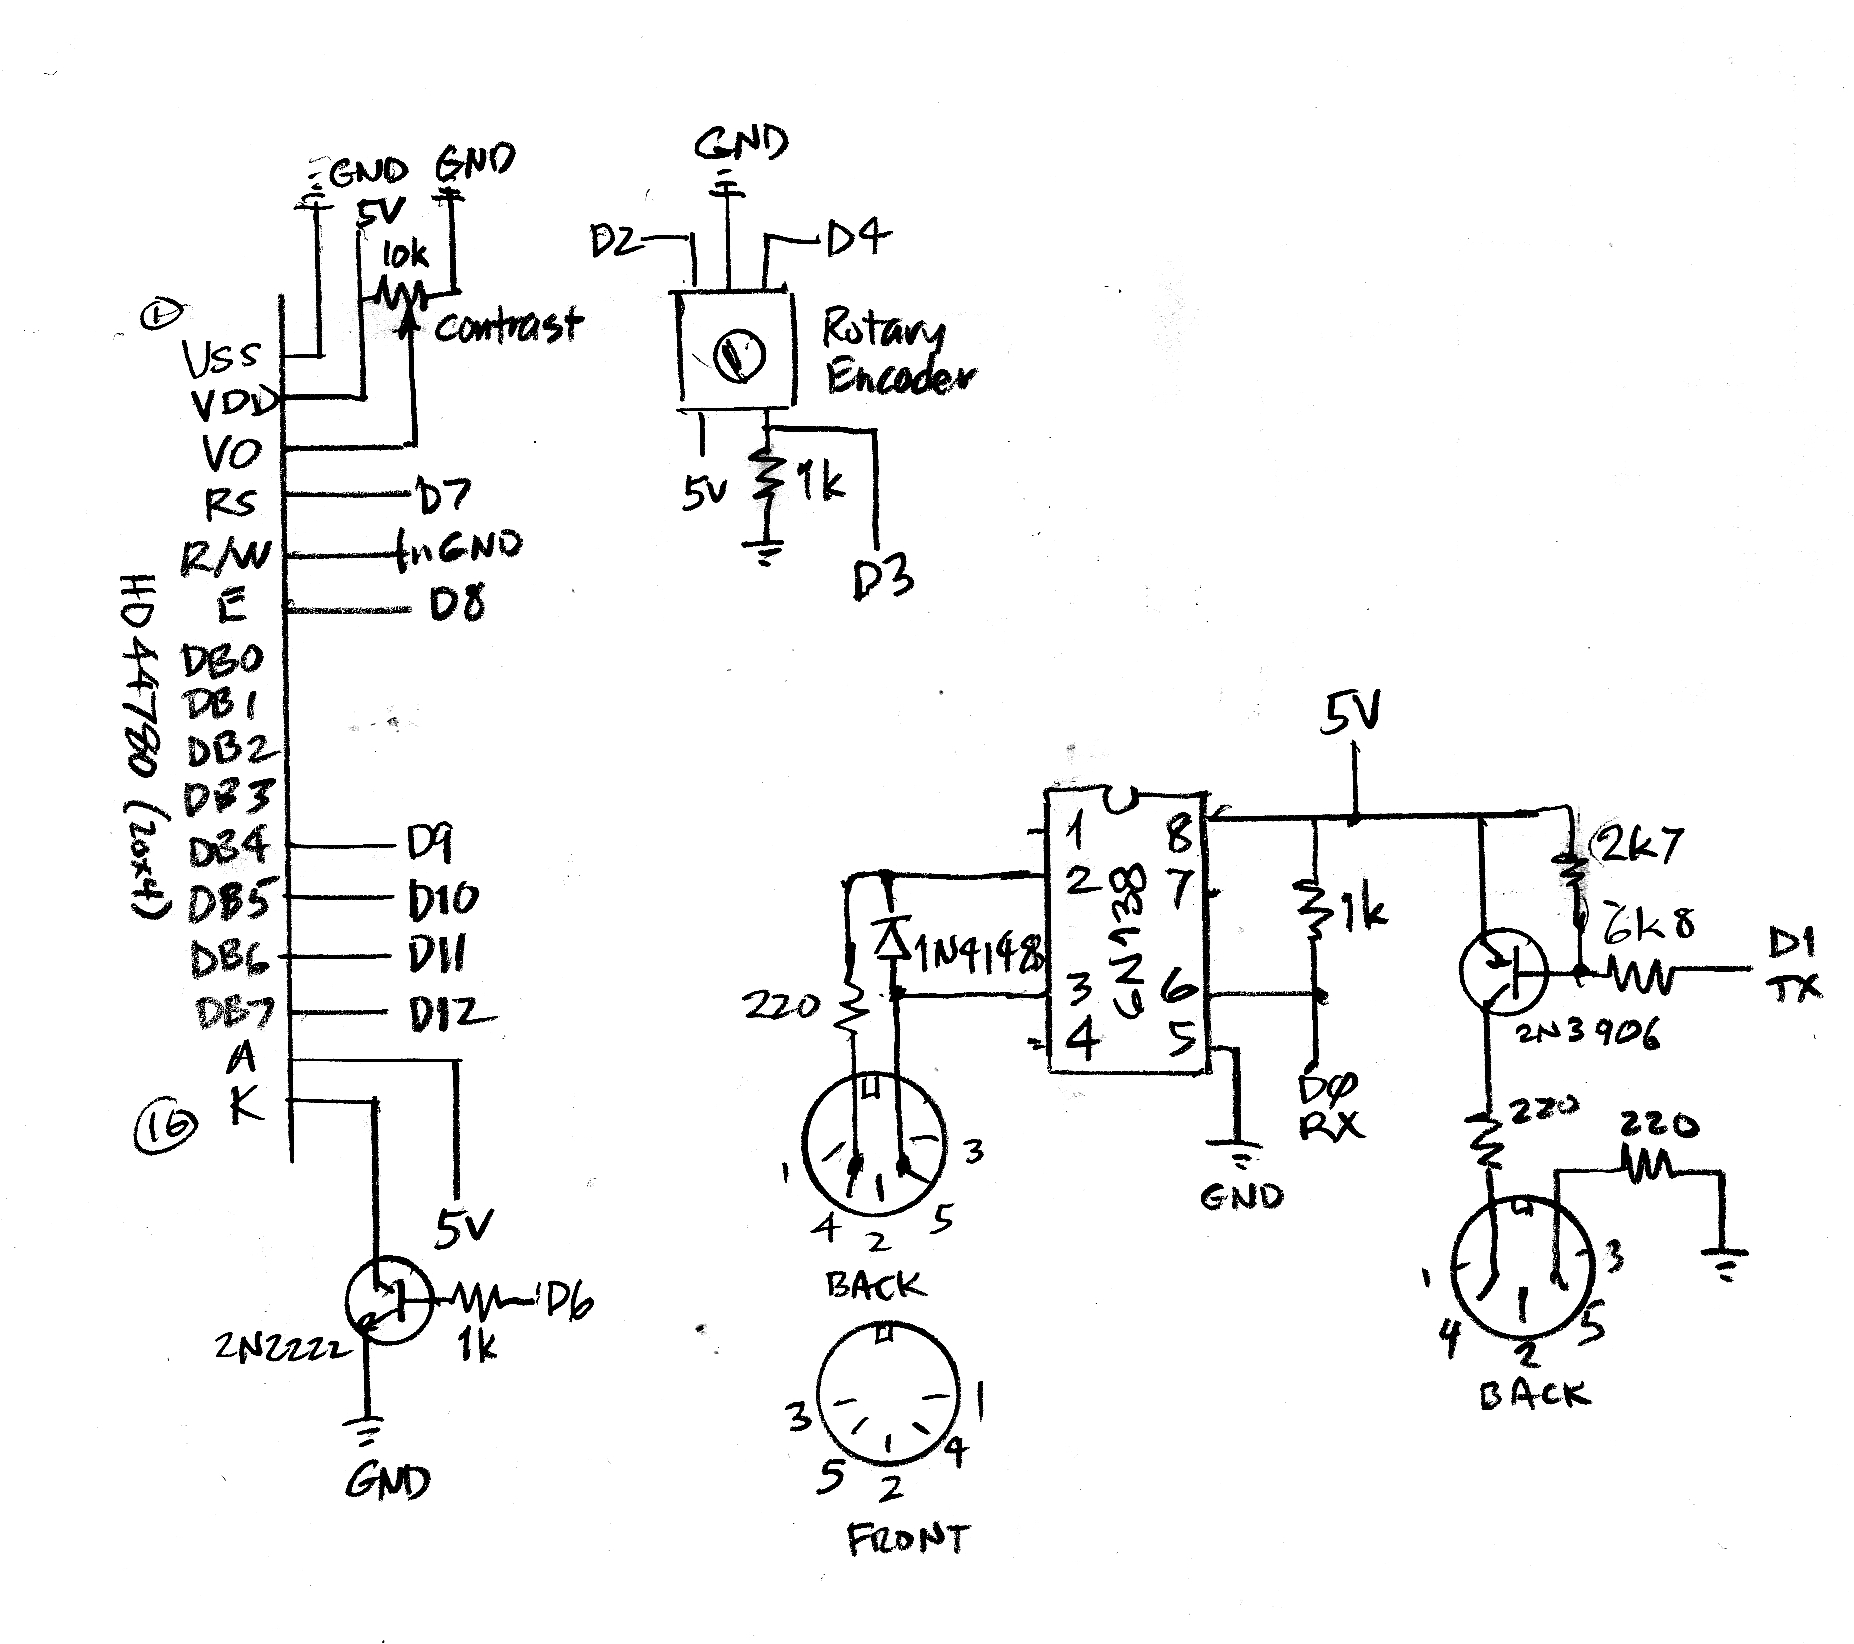 GND
GND
5V
10k
contrast
1
VSS
VDD
VO
RS
D7
R/W
GND
E
D8
DB0
DB1
DB2
DB3
DB4
D9
DB5
D10
DB6
D11
DB7
D12
A
K
16
5V
HD44780 (20x4)
D6
1k
2N2222
GND
GND
D2
D4
Rotary
Encoder
5V
1k
D3
5V
1
2
3
4
8
7
6
5
6N138
1N4148
220
1k
2k7
6k8
D1
TX
2N3906
DØ
RX
GND
220
220
1
4
2
5
3
BACK
3
5
2
4
1
FRONT
1
4
2
5
3
BACK